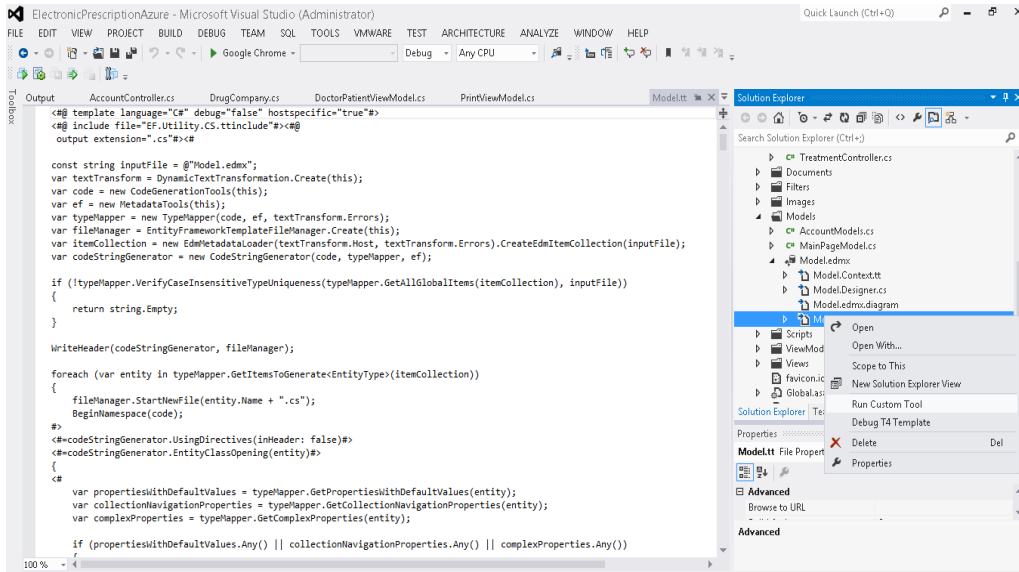 ElectronicPrescriptionAzure - Microsoft Visual Studio (Administrator)
Quick Launch (Ctrl+Q)
FILE EDIT VIEW PROJECT BUILD DEBUG TEAM SQL TOOLS VMWARE TEST ARCHITECTURE ANALYZE WINDOW HELP
Google Chrome Debug Any CPU
Toolbox
Output AccountController.cs DrugCompany.cs DoctorPatientViewModel.cs PrintViewModel.cs Model.tt
<#@ template language="C#" debug="false" hostspecific="true"#>
<#@ include file="EF.Utility.CS.ttinclude"#><#@
output extension=".cs"#><#
const string inputFile = @"Model.edmx";
var textTransform = DynamicTextTransformation.Create(this);
var code = new CodeGenerationTools(this);
var ef = new MetadataTools(this);
var typeMapper = new TypeMapper(code, ef, textTransform.Errors);
var fileManager = EntityFrameworkTemplateFileManager.Create(this);
var itemCollection = new EdmMetadataLoader(textTransform.Host, textTransform.Errors).CreateEdmItemCollection(inputFile);
var codeStringGenerator = new CodeStringGenerator(code, typeMapper, ef);
if (!typeMapper.VerifyCaseInsensitiveTypeUniqueness(typeMapper.GetAllGlobalItems(itemCollection), inputFile))
{
return string.Empty;
}
WriteHeader(codeStringGenerator, fileManager);
foreach (var entity in typeMapper.GetItemsToGenerate<EntityType>(itemCollection))
{
fileManager.StartNewFile(entity.Name + ".cs");
BeginNamespace(code);
#>
<#=codeStringGenerator.UsingDirectives(inHeader: false)#>
<#=codeStringGenerator.EntityClassOpening(entity)#>
{
<#
var propertiesWithDefaultValues = typeMapper.GetPropertiesWithDefaultValues(entity);
var collectionNavigationProperties = typeMapper.GetCollectionNavigationProperties(entity);
var complexProperties = typeMapper.GetComplexProperties(entity);
if (propertiesWithDefaultValues.Any() || collectionNavigationProperties.Any() || complexProperties.Any())
100 %
Solution Explorer
Search Solution Explorer (Ctrl+;)
C# TreatmentController.cs
Documents
Filters
Images
Models
C# AccountModels.cs
C# MainPageModel.cs
Model.edmx
Model.Context.tt
Model.Designer.cs
Model.edmx.diagram
Scripts
ViewMod
Views
favicon.ic
Global.as
Solution Explorer Te
Open
Open With...
Scope to This
New Solution Explorer View
Run Custom Tool
Debug T4 Template
Delete Del
Properties
Properties
Model.tt File Propert
Advanced
Browse to URL
Advanced